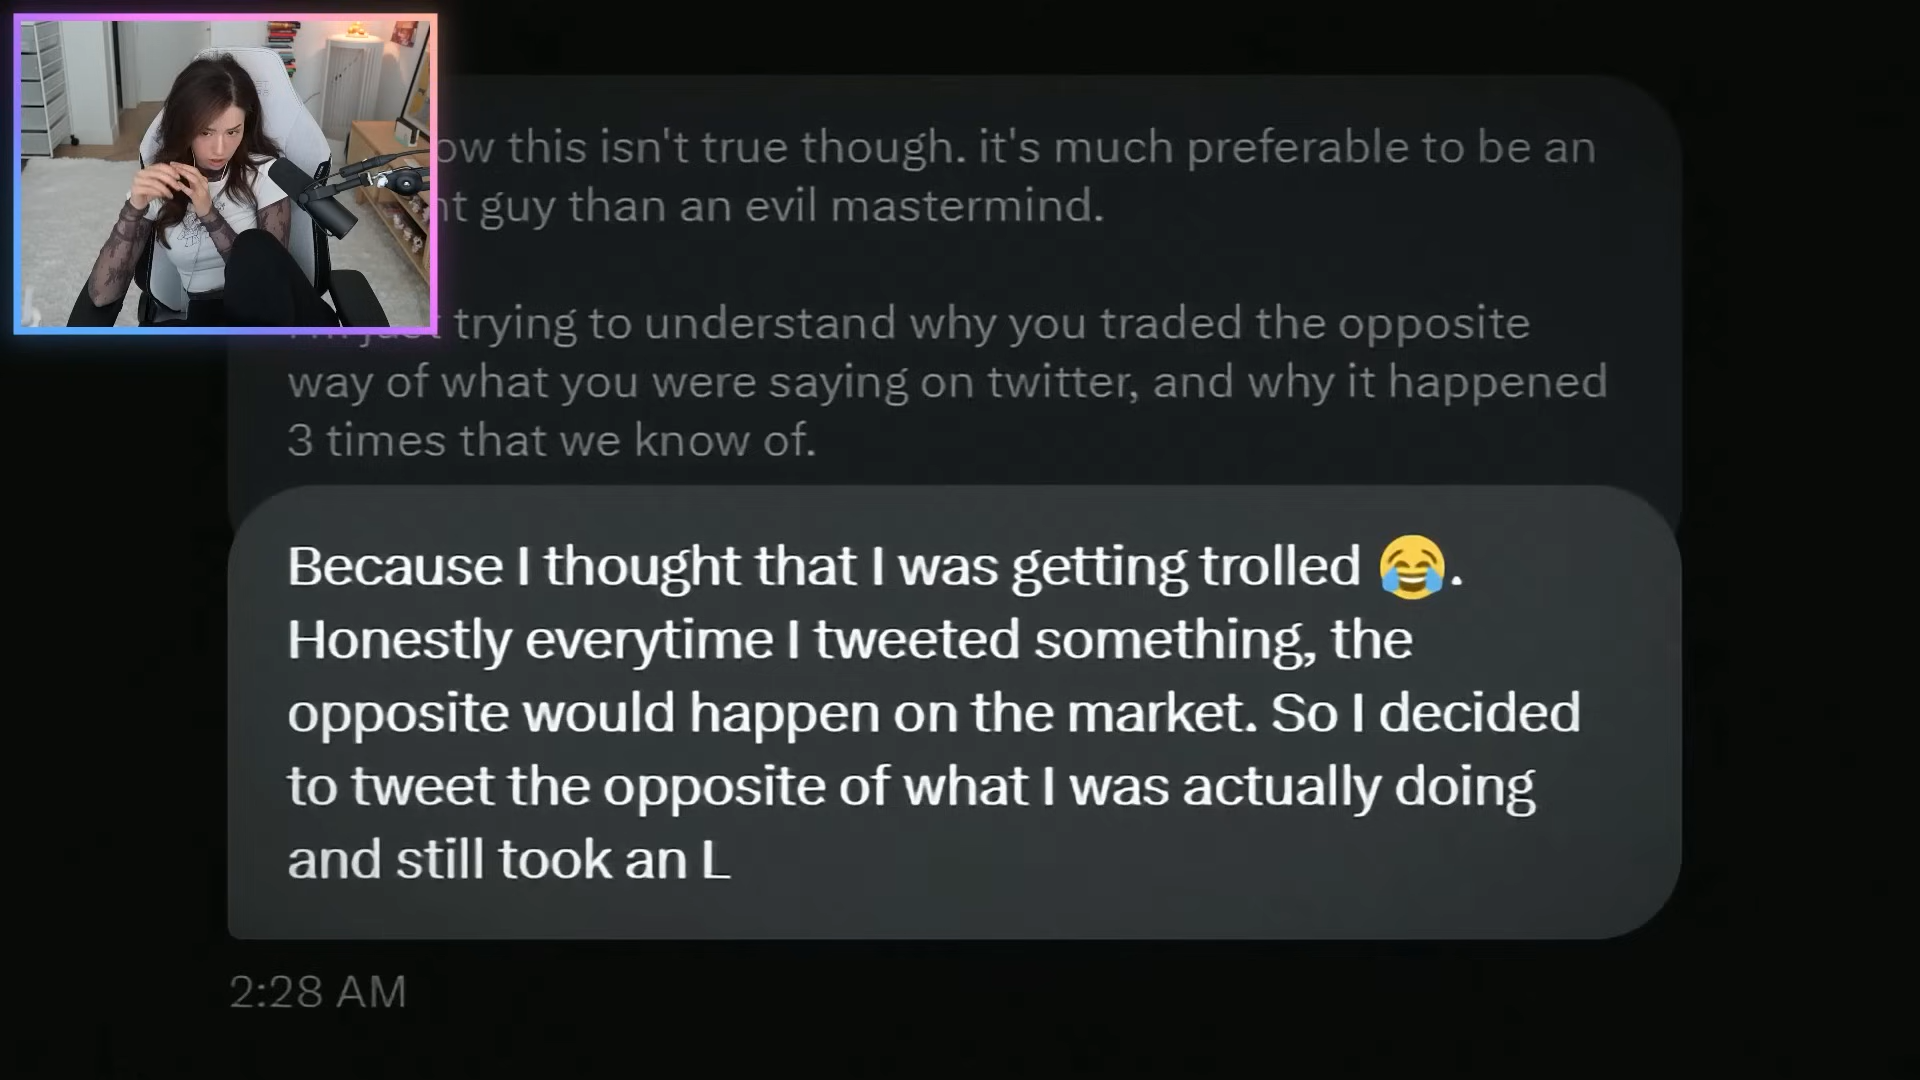 this isn't true though. it's much preferable to be an
guy than an evil mastermind.
trying to understand why you traded the opposite
way of what you were saying on twitter, and why it happened
3 times that we know of.
Because I thought that I was getting trolled 😂.
Honestly everytime I tweeted something, the
opposite would happen on the market. So I decided
to tweet the opposite of what I was actually doing
and still took an L
2:28 AM